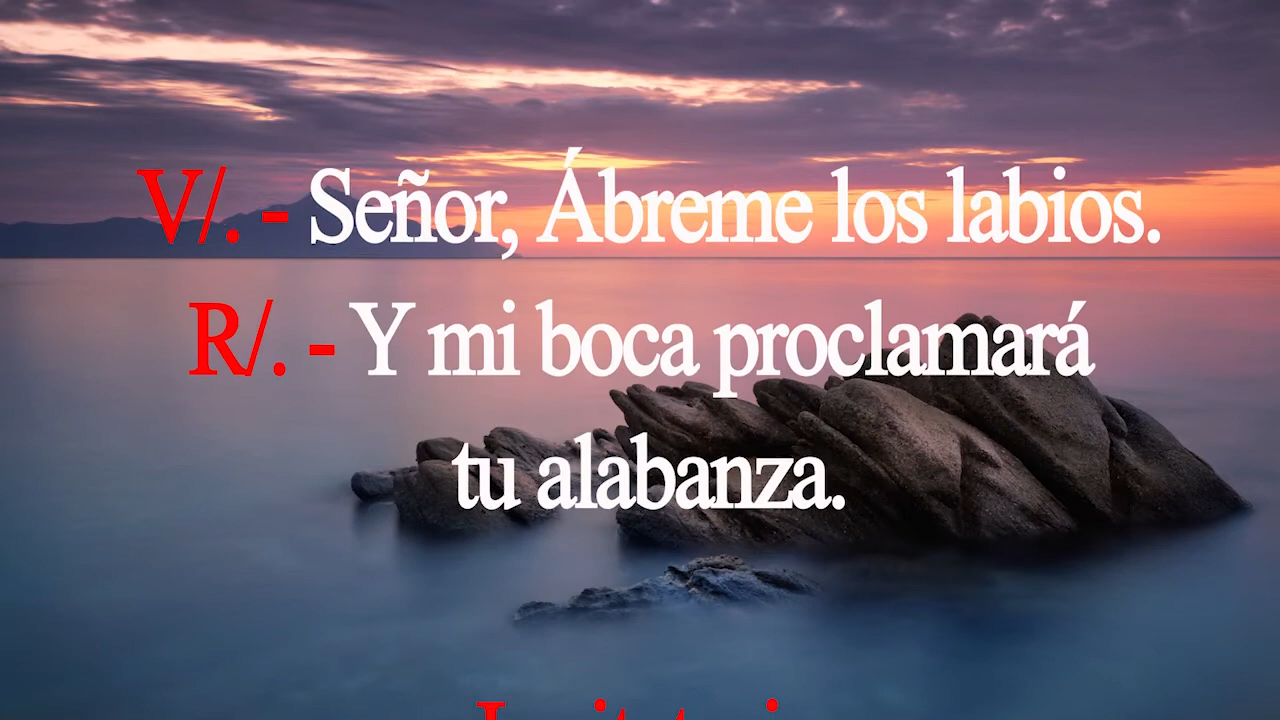 V/. - Señor, Ábreme los labios.
R/. - Y mi boca proclamará
tu alabanza.